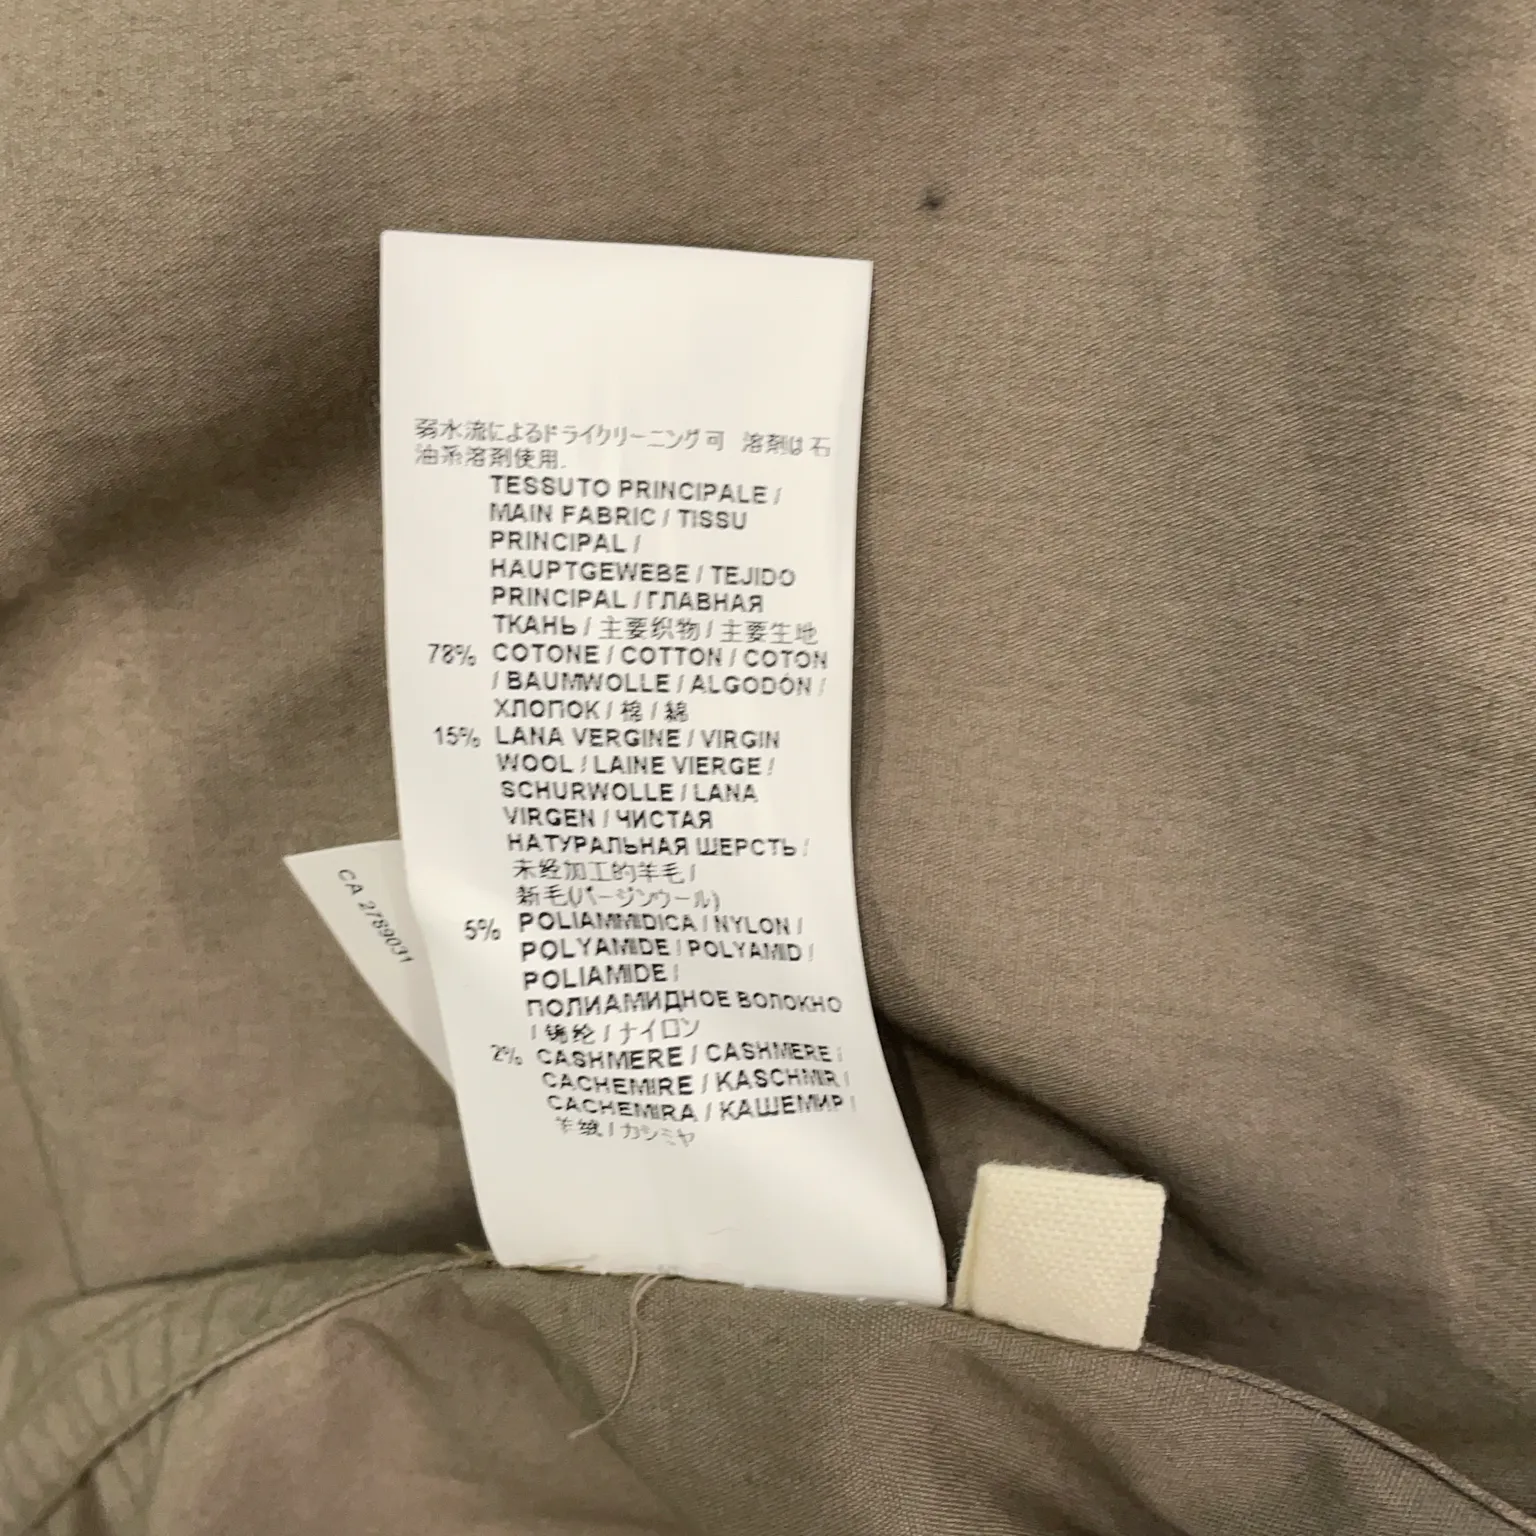 弱水流によるドライクリーニング可 溶剤は石
油系溶剤使用.
TESSUTO PRINCIPALE /
MAIN FABRIC / TISSU
PRINCIPAL /
HAUPTGEWEBE / TEJIDO
PRINCIPAL / ГЛАВНАЯ
ТКАНЬ / 主要织物 / 主要生地
78% COTONE / COTTON / COTON
/ BAUMWOLLE / ALGODÓN /
ХЛОПОК / 棉 / 綿
15% LANA VERGINE / VIRGIN
WOOL / LAINE VIERGE /
SCHURWOLLE / LANA
VIRGEN / ЧИСТАЯ
НАТУРАЛЬНАЯ ШЕРСТЬ /
未经加工的羊毛 /
新毛(バージンウール)
5% POLIAMMIDICA / NYLON /
POLYAMIDE / POLYAMID /
POLIAMIDE /
ПОЛИАМИДНОЕ ВОЛОКНО
/ 锦纶 / ナイロン
2% CASHMERE / CASHMERE /
CACHEMIRE / KASCHMIR /
CACHEMIRA / КАШЕМИР /
羊绒 / カシミヤ
CA 2789031